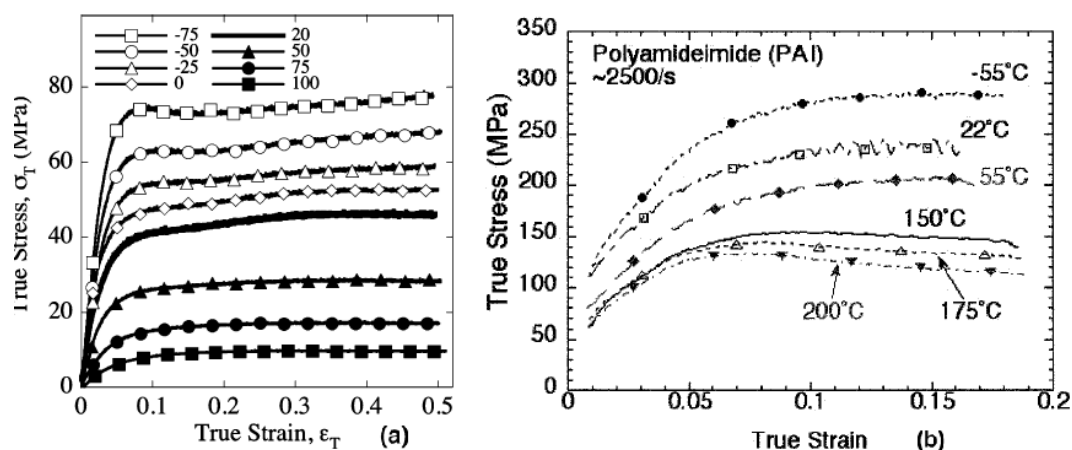 -75 20
-50 50
-25 75
0 100
True Stress, σT (MPa)
80
60
40
20
0
0 0.1 0.2 0.3 0.4 0.5
True Strain, εT (a)
Polyamideimide (PAI)
~2500/s
True Stress (MPa)
350
300
250
200
150
100
50
0
-55°C
22°C
55°C
150°C
200°C
175°C
0 0.05 0.1 0.15 0.2
True Strain (b)